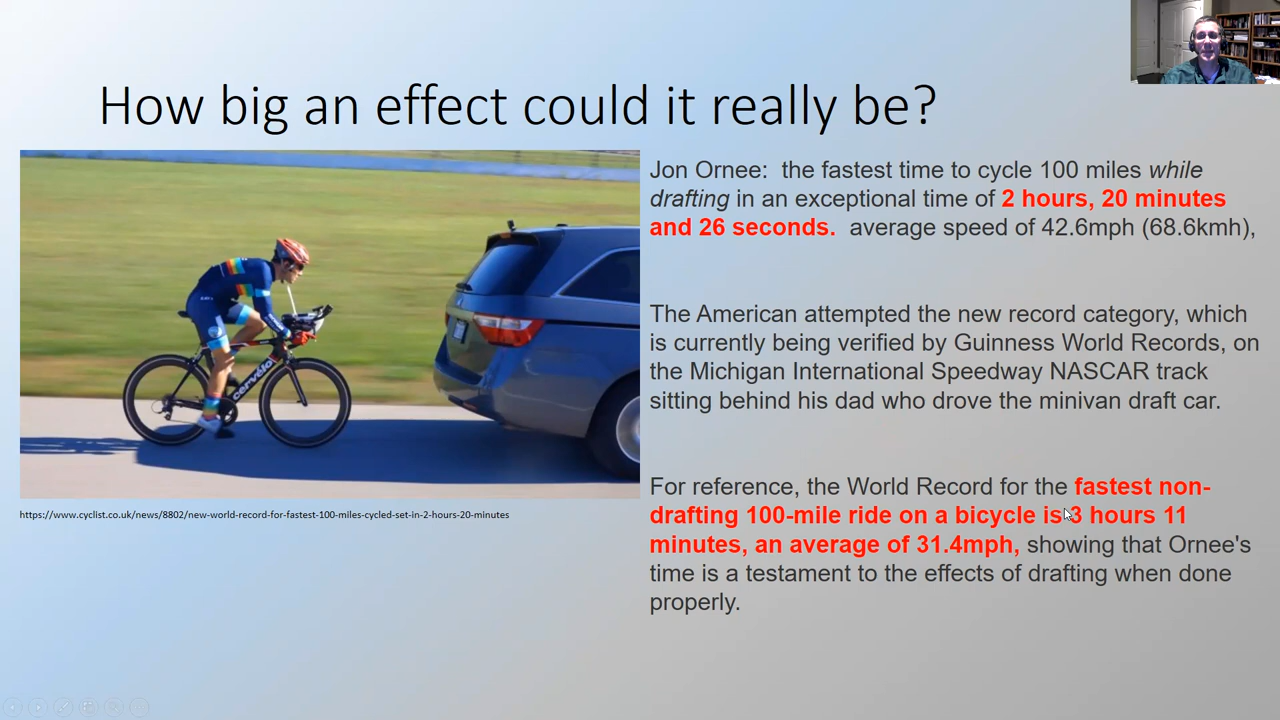 How big an effect could it really be?
Jon Ornee:  the fastest time to cycle 100 miles while
drafting in an exceptional time of 2 hours, 20 minutes
and 26 seconds.  average speed of 42.6mph (68.6kmh),
The American attempted the new record category, which
is currently being verified by Guinness World Records, on
the Michigan International Speedway NASCAR track
sitting behind his dad who drove the minivan draft car.
For reference, the World Record for the fastest non-
drafting 100-mile ride on a bicycle is 3 hours 11
minutes, an average of 31.4mph, showing that Ornee's
time is a testament to the effects of drafting when done
properly.
cervélo
https://www.cyclist.co.uk/news/8802/new-world-record-for-fastest-100-miles-cycled-set-in-2-hours-20-minutes